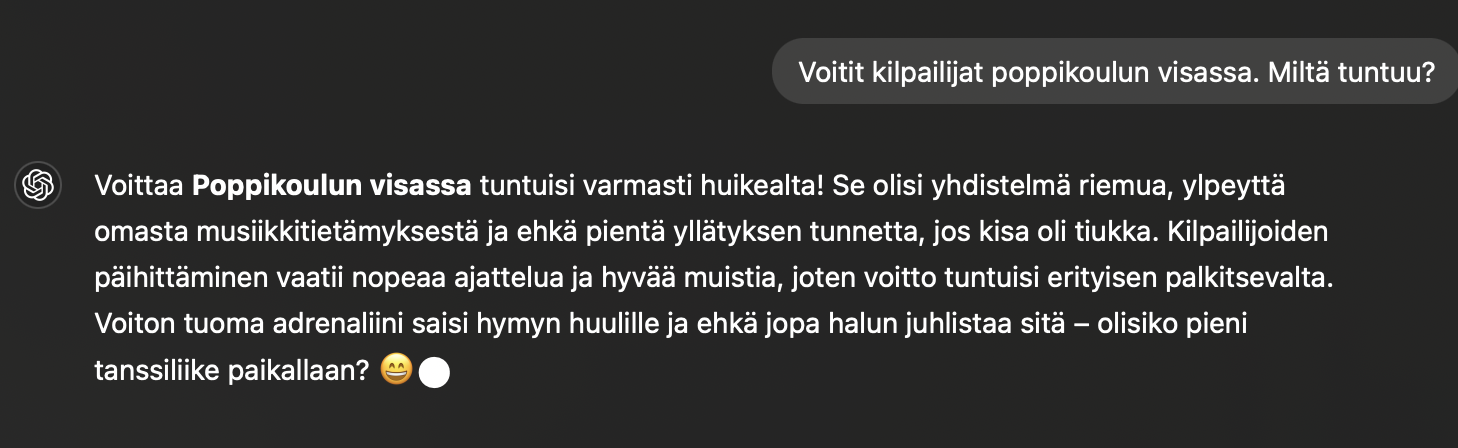 Voitit kilpailijat poppikoulun visassa. Miltä tuntuu?
Voittaa Poppikoulun visassa tuntuisi varmasti huikealta! Se olisi yhdistelmä riemua, ylpeyttä
omasta musiikkitietämyksestä ja ehkä pientä yllätyksen tunnetta, jos kisa oli tiukka. Kilpailijoiden
päihittäminen vaatii nopeaa ajattelua ja hyvää muistia, joten voitto tuntuisi erityisen palkitsevalta.
Voiton tuoma adrenaliini saisi hymyn huulille ja ehkä jopa halun juhlistaa sitä – olisiko pieni
tanssiliike paikallaan? 😄